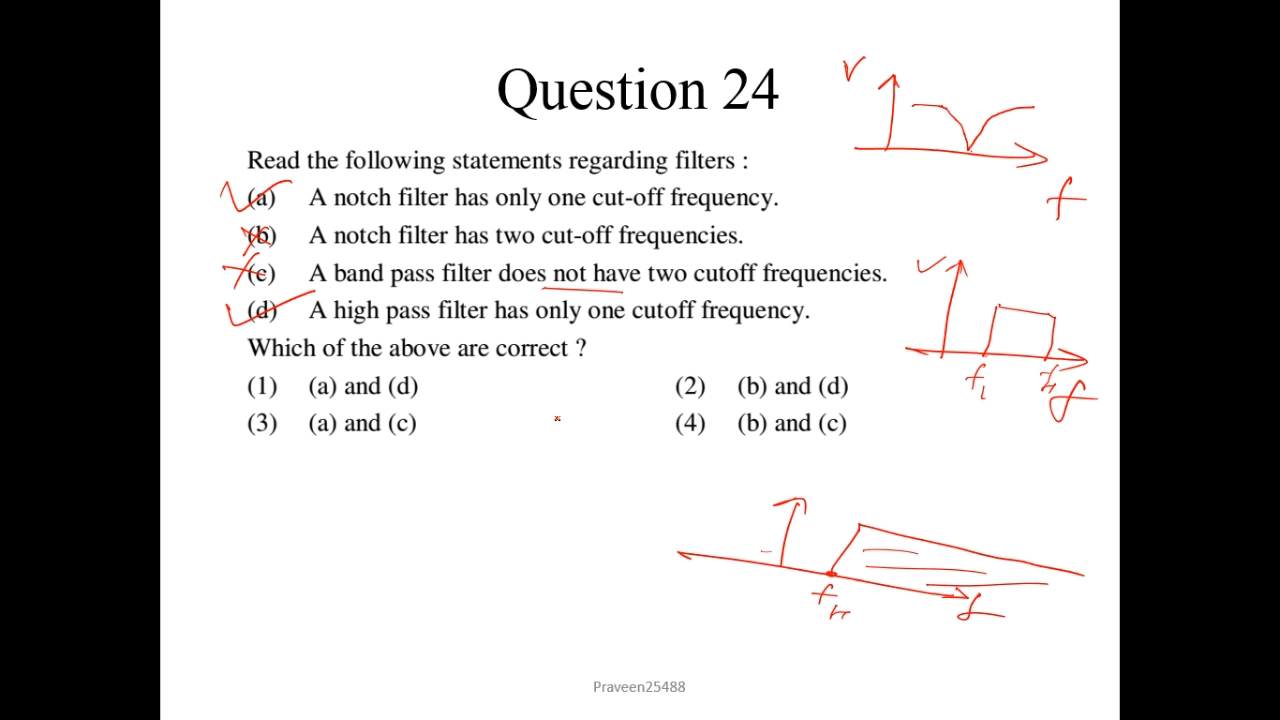 Question 24
Read the following statements regarding filters :
(a) A notch filter has only one cut-off frequency.
(b) A notch filter has two cut-off frequencies.
(c) A band pass filter does not have two cutoff frequencies.
(d) A high pass filter has only one cutoff frequency.
Which of the above are correct ?
(1) (a) and (d) (2) (b) and (d)
(3) (a) and (c) (4) (b) and (c)
V
f
V
f
f
f
Praveen25488